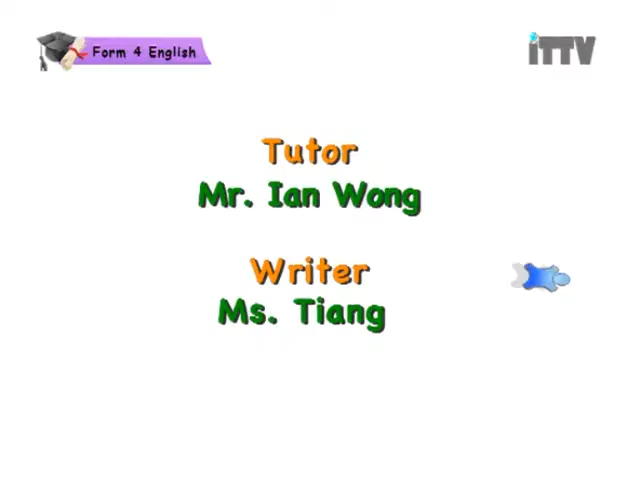 Form 4 English
iTTV
Tutor
Mr. Ian Wong
Writer
Ms. Tiang